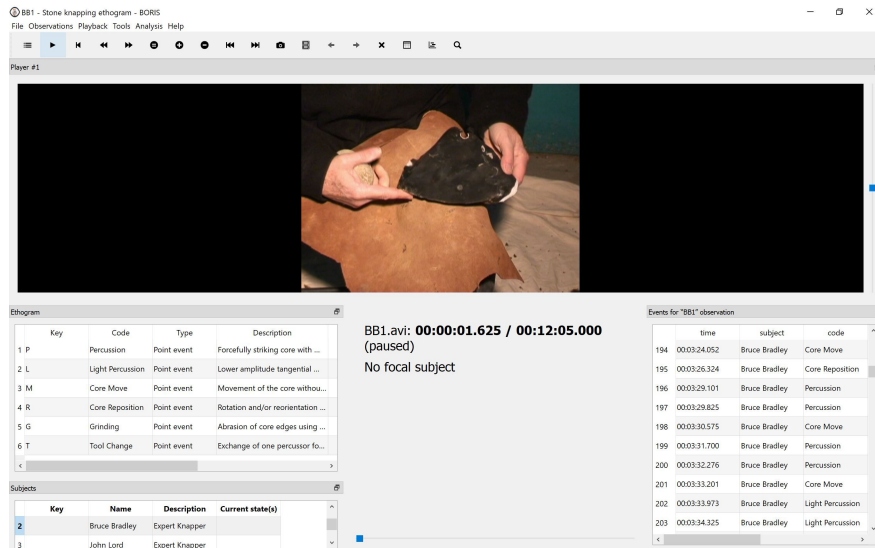 BB1 - Stone knapping ethogram - BORIS
File Observations Playback Tools Analysis Help
Player #1
Ethogram
Key Code Type Description
1 P Percussion Point event Forcefully striking core with ...
2 L Light Percussion Point event Lower amplitude tangential ...
3 M Core Move Point event Movement of the core withou...
4 R Core Reposition Point event Rotation and/or reorientation ...
5 G Grinding Point event Abrasion of core edges using ...
6 T Tool Change Point event Exchange of one percussor fo...
Subjects
Key Name Description Current state(s)
2 Bruce Bradley Expert Knapper
3 John Lord Expert Knapper
BB1.avi: 00:00:01.625 / 00:12:05.000
(paused)
No focal subject
Events for "BB1" observation
time subject code
194 00:03:24.052 Bruce Bradley Core Move
195 00:03:26.324 Bruce Bradley Core Reposition
196 00:03:29.101 Bruce Bradley Percussion
197 00:03:29.825 Bruce Bradley Percussion
198 00:03:30.575 Bruce Bradley Core Move
199 00:03:31.700 Bruce Bradley Percussion
200 00:03:32.276 Bruce Bradley Percussion
201 00:03:33.201 Bruce Bradley Core Move
202 00:03:33.973 Bruce Bradley Light Percussion
203 00:03:34.325 Bruce Bradley Light Percussion